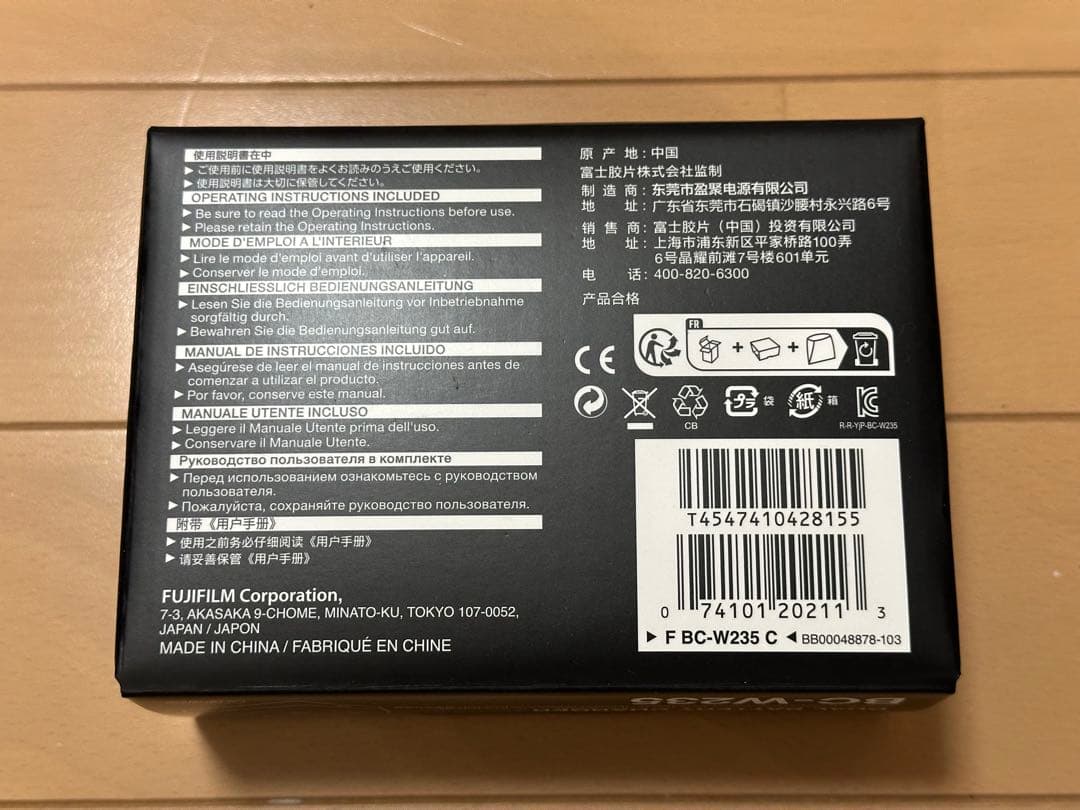 使用説明書在中
▶ ご使用前に使用説明書をよくお読みのうえご使用ください。
▶ 使用説明書は大切に保管してください。
OPERATING INSTRUCTIONS INCLUDED
▶ Be sure to read the Operating Instructions before use.
▶ Please retain the Operating Instructions.
MODE D'EMPLOI A L'INTERIEUR
▶ Lire le mode d'emploi avant d'utiliser l'appareil.
▶ Conserver le mode d'emploi.
EINSCHLIESSLICH BEDIENUNGSANLEITUNG
▶ Lesen Sie die Bedienungsanleitung vor Inbetriebnahme
sorgfältig durch.
▶ Bewahren Sie die Bedienungsanleitung gut auf.
MANUAL DE INSTRUCCIONES INCLUIDO
▶ Asegúrese de leer el manual de instrucciones antes de
comenzar a utilizar el producto.
▶ Por favor, conserve este manual.
MANUALE UTENTE INCLUSO
▶ Leggere il Manuale Utente prima dell'uso.
▶ Conservare il Manuale Utente.
Руководство пользователя в комплекте
▶ Перед использованием ознакомьтесь с руководством
пользователя.
▶ Пожалуйста, сохраняйте руководство пользователя.
附带《用户手册》
▶ 使用之前务必仔细阅读《用户手册》
▶ 请妥善保管《用户手册》
FUJIFILM Corporation,
7-3, AKASAKA 9-CHOME, MINATO-KU, TOKYO 107-0052,
JAPAN / JAPON
MADE IN CHINA / FABRIQUÉ EN CHINE
原产地：中国
富士胶片株式会社监制
制造商：东莞市盈聚电源有限公司
地址：广东省东莞市石碣镇沙腰村永兴路6号
销售商：富士胶片（中国）投资有限公司
地址：上海市浦东新区平家桥路100弄
6号晶耀前滩7号楼601单元
电话：400-820-6300
产品合格
CE
FR
CB
プラ 袋
紙 箱
R-R-YjP-BC-W235
T4547410428155
0 74101 20211 3
▶ F BC-W235 C ◀ BB00048878-103
BC-W235